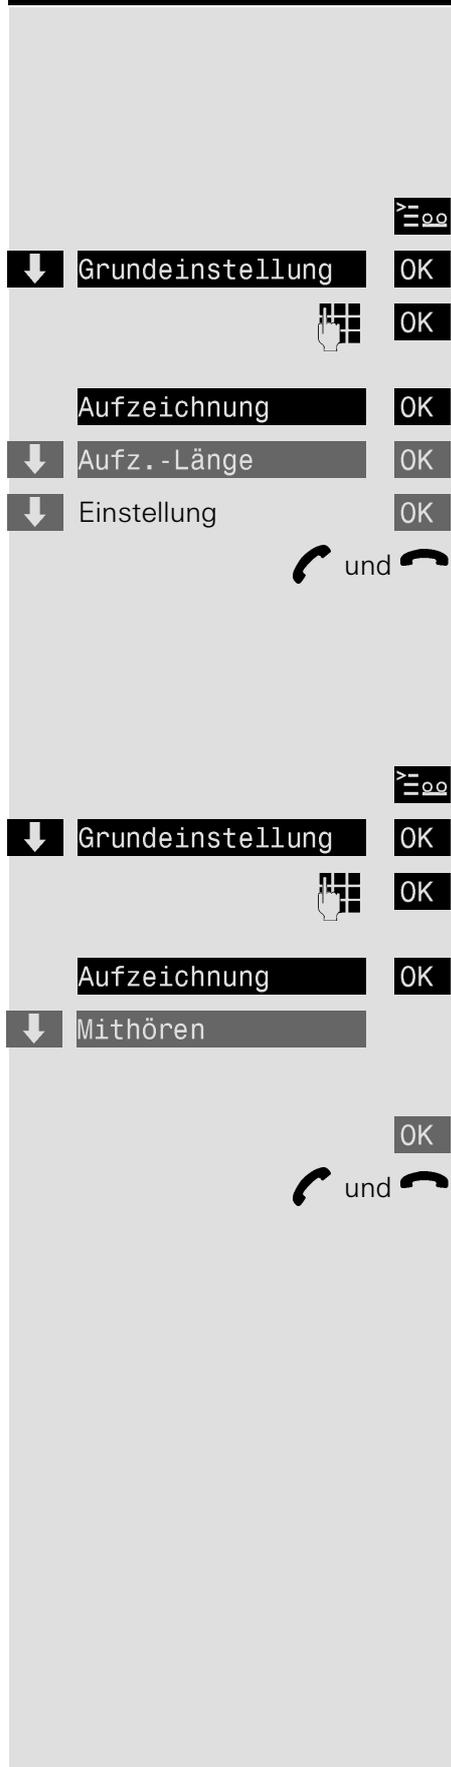 Grundeinstellung OK
OK
Aufzeichnung OK
Aufz.-Länge OK
Einstellung OK
und
Grundeinstellung OK
OK
Aufzeichnung OK
Mithören
OK
und